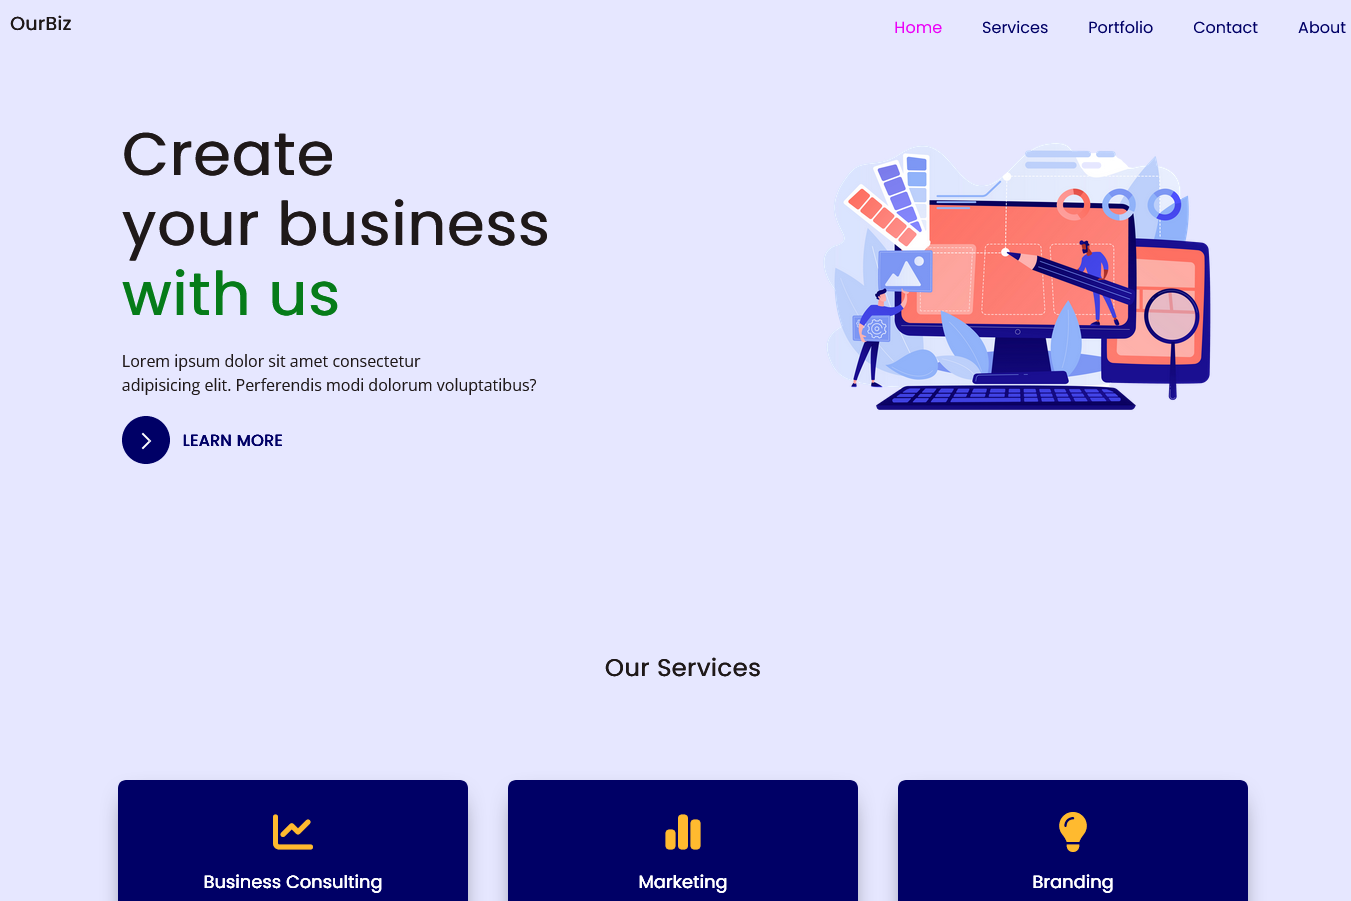 OurBiz
Home Services Portfolio Contact About
Create
your business
with us
Lorem ipsum dolor sit amet consectetur
adipisicing elit. Perferendis modi dolorum voluptatibus?
LEARN MORE
Our Services
Business Consulting
Marketing
Branding